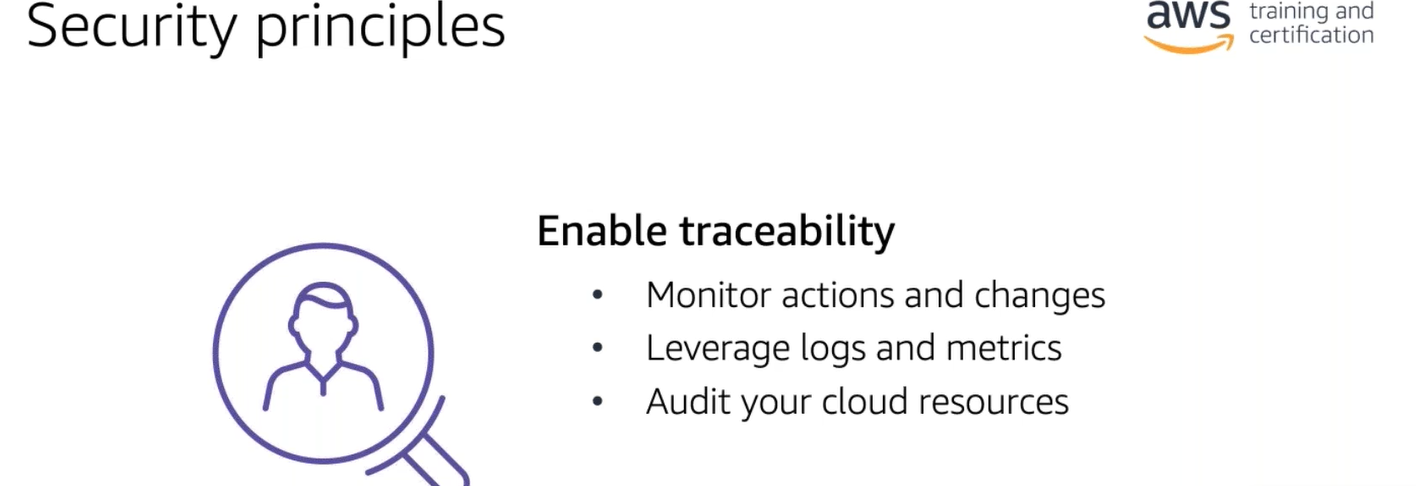 Security principles
aws training and
certification
Enable traceability
• Monitor actions and changes
• Leverage logs and metrics
• Audit your cloud resources